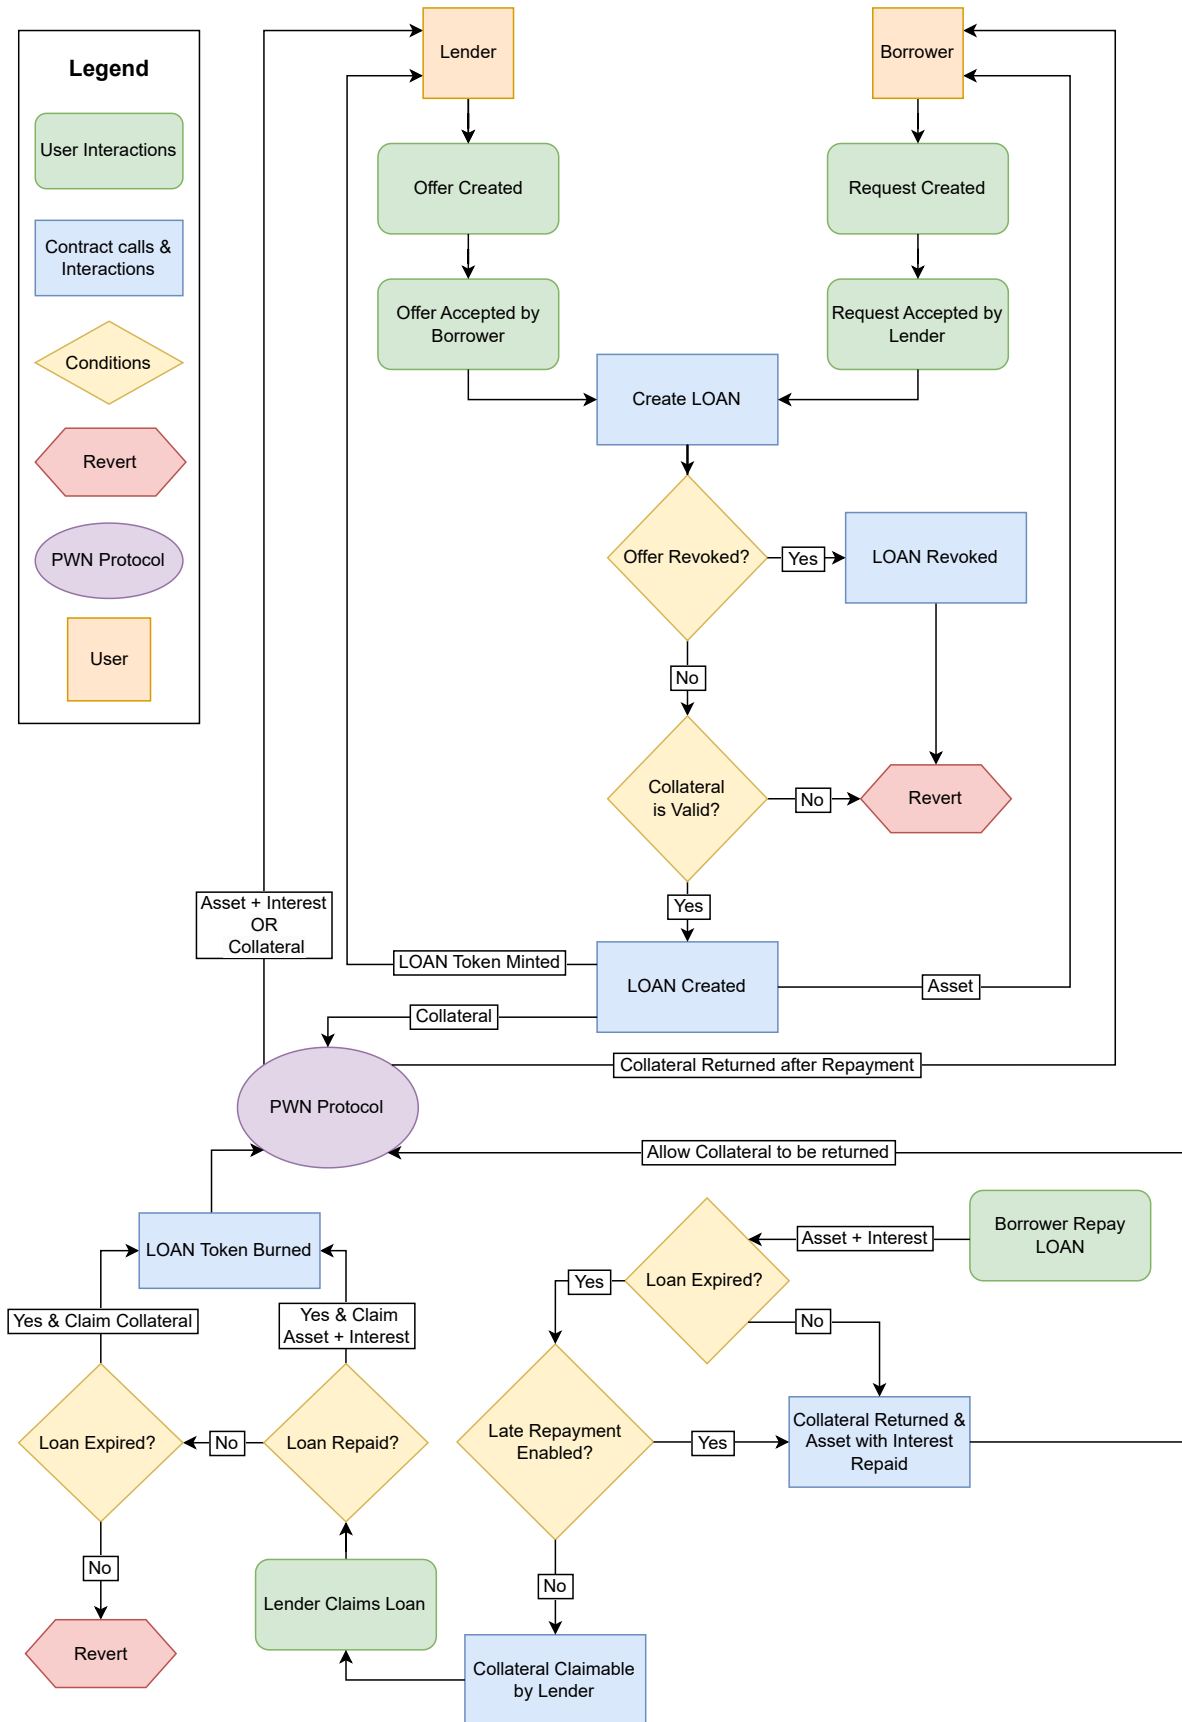 Legend
User Interactions
Contract calls &
Interactions
Conditions
Revert
PWN Protocol
User
Lender
Borrower
Offer Created
Request Created
Offer Accepted by
Borrower
Request Accepted by
Lender
Create LOAN
Offer Revoked?
Yes
LOAN Revoked
No
Collateral
is Valid?
No
Revert
Yes
Asset + Interest
OR
Collateral
LOAN Token Minted
LOAN Created
Asset
Collateral
Collateral Returned after Repayment
PWN Protocol
Allow Collateral to be returned
LOAN Token Burned
Asset + Interest
Borrower Repay
LOAN
Loan Expired?
Yes
No
Yes & Claim Collateral
Yes & Claim
Asset + Interest
Loan Expired?
No
Loan Repaid?
Late Repayment
Enabled?
Yes
Collateral Returned &
Asset with Interest
Repaid
No
No
Lender Claims Loan
Revert
Collateral Claimable
by Lender